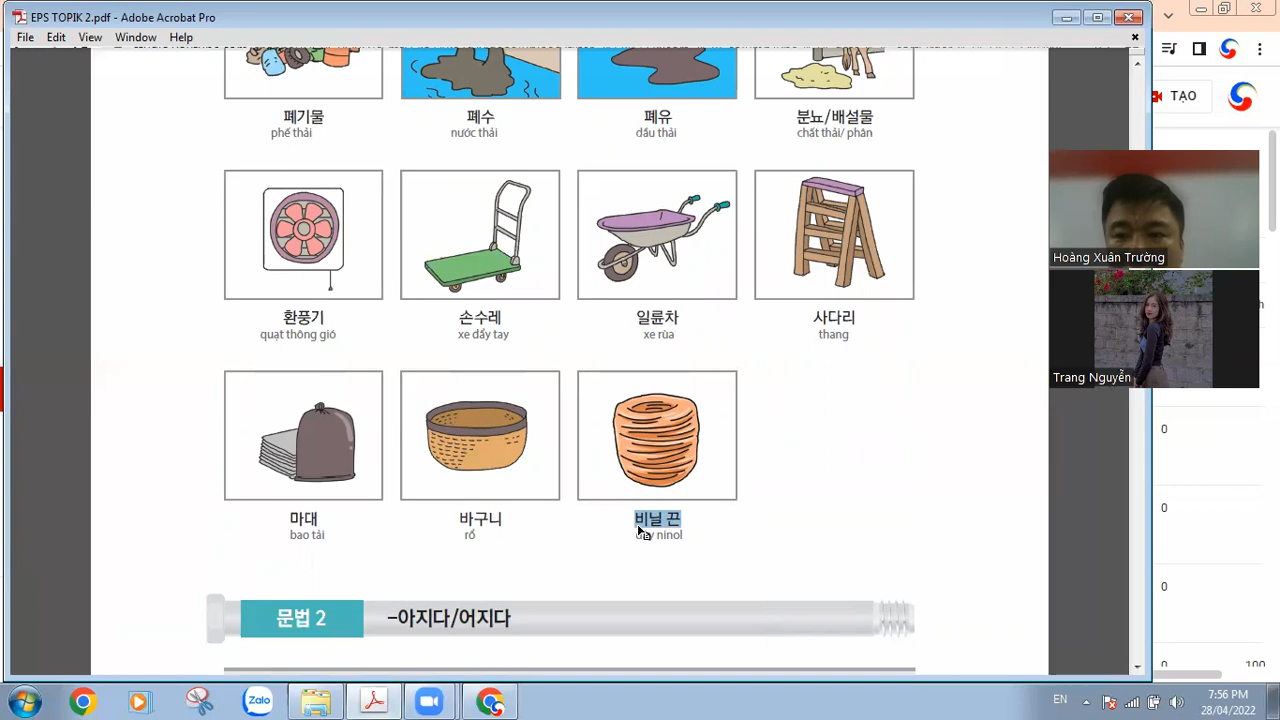 EPS TOPIK 2.pdf - Adobe Acrobat Pro
File Edit View Window Help
TẠO
폐기물 폐수 폐유 분뇨/배설물
phế thải nước thải dầu thải chất thải/ phân
Hoàng Xuân Trường
환풍기 손수레 일륜차 사다리
quạt thông gió xe đẩy tay xe rùa thang
Trang Nguyễn
0
0
0
마대 바구니 비닐 끈
bao tải rổ ninol
문법 2 –아지다/어지다
0 100
Zalo
EN
7:56 PM
28/04/2022